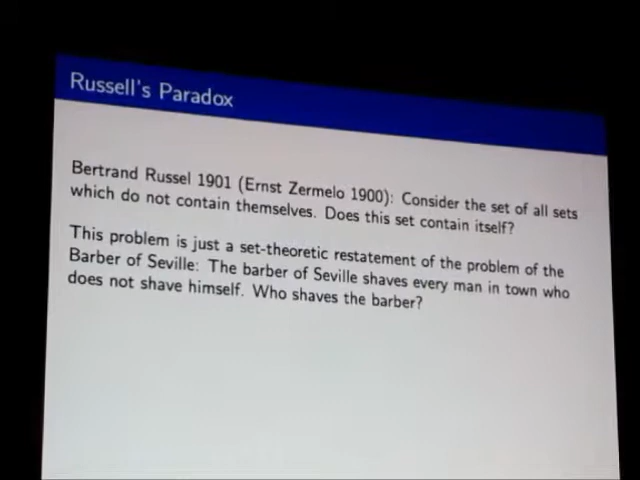 Russell's Paradox
Bertrand Russel 1901 (Ernst Zermelo 1900): Consider the set of all sets
which do not contain themselves. Does this set contain itself?
This problem is just a set-theoretic restatement of the problem of the
Barber of Seville: The barber of Seville shaves every man in town who
does not shave himself. Who shaves the barber?